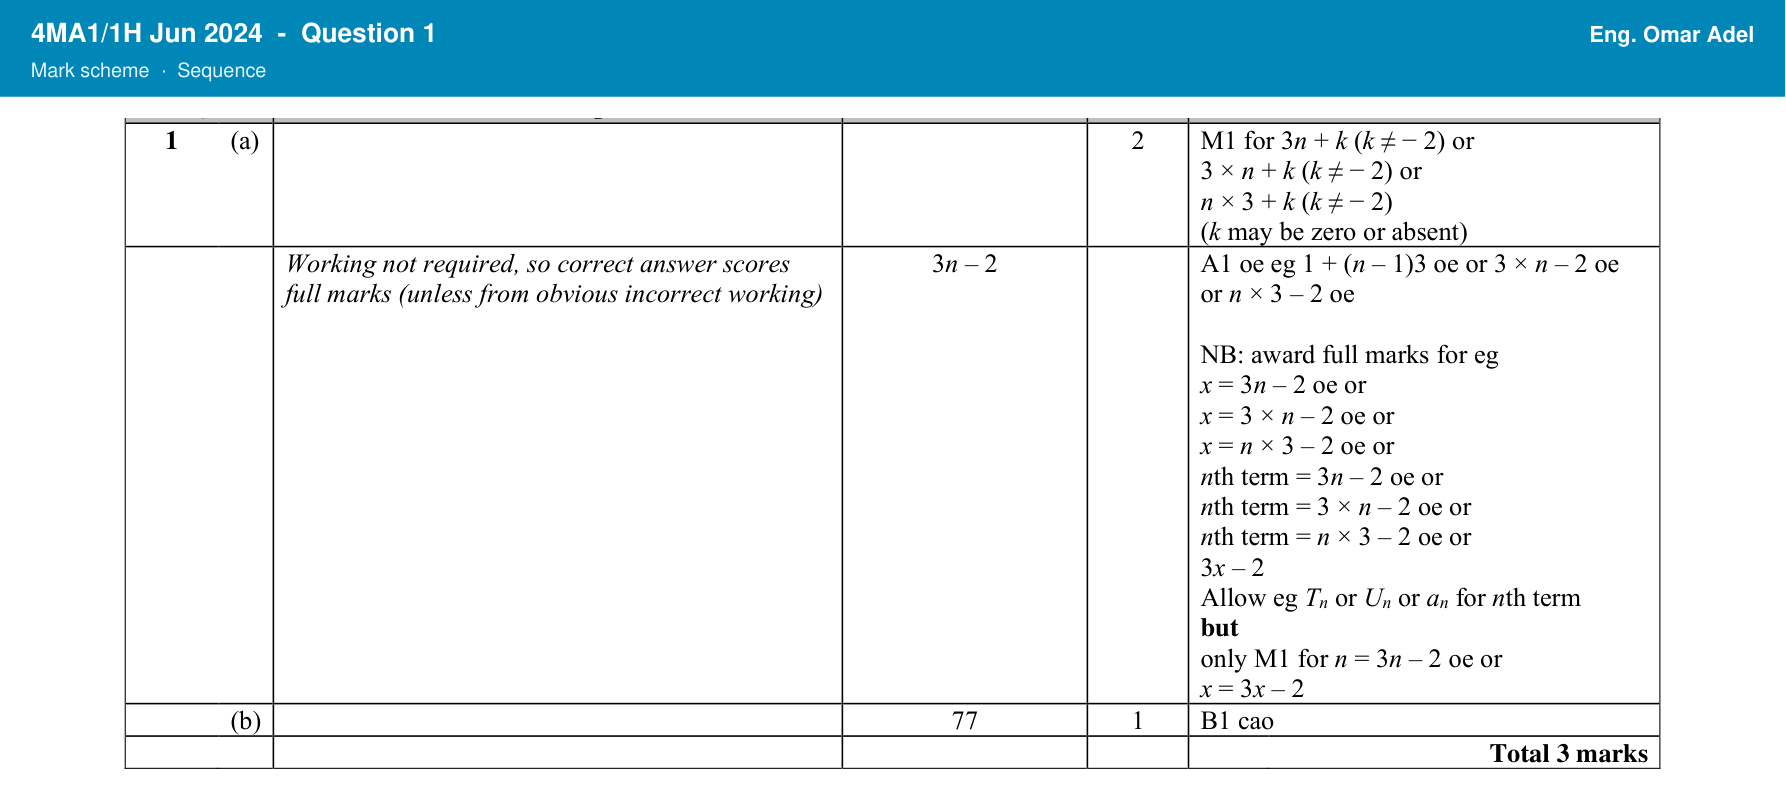 4MA1/1H Jun 2024 - Question 1
Eng. Omar Adel
Mark scheme · Sequence
1 (a) 2 M1 for 3n + k (k ≠ − 2) or
3 × n + k (k ≠ − 2) or
n × 3 + k (k ≠ − 2)
(k may be zero or absent)
Working not required, so correct answer scores 3n – 2 A1 oe eg 1 + (n – 1)3 oe or 3 × n – 2 oe
full marks (unless from obvious incorrect working) or n × 3 – 2 oe
NB: award full marks for eg
x = 3n – 2 oe or
x = 3 × n – 2 oe or
x = n × 3 – 2 oe or
nth term = 3n – 2 oe or
nth term = 3 × n – 2 oe or
nth term = n × 3 – 2 oe or
3x – 2
Allow eg Tn or Un or an for nth term
but
only M1 for n = 3n – 2 oe or
x = 3x – 2
(b) 77 1 B1 cao
Total 3 marks